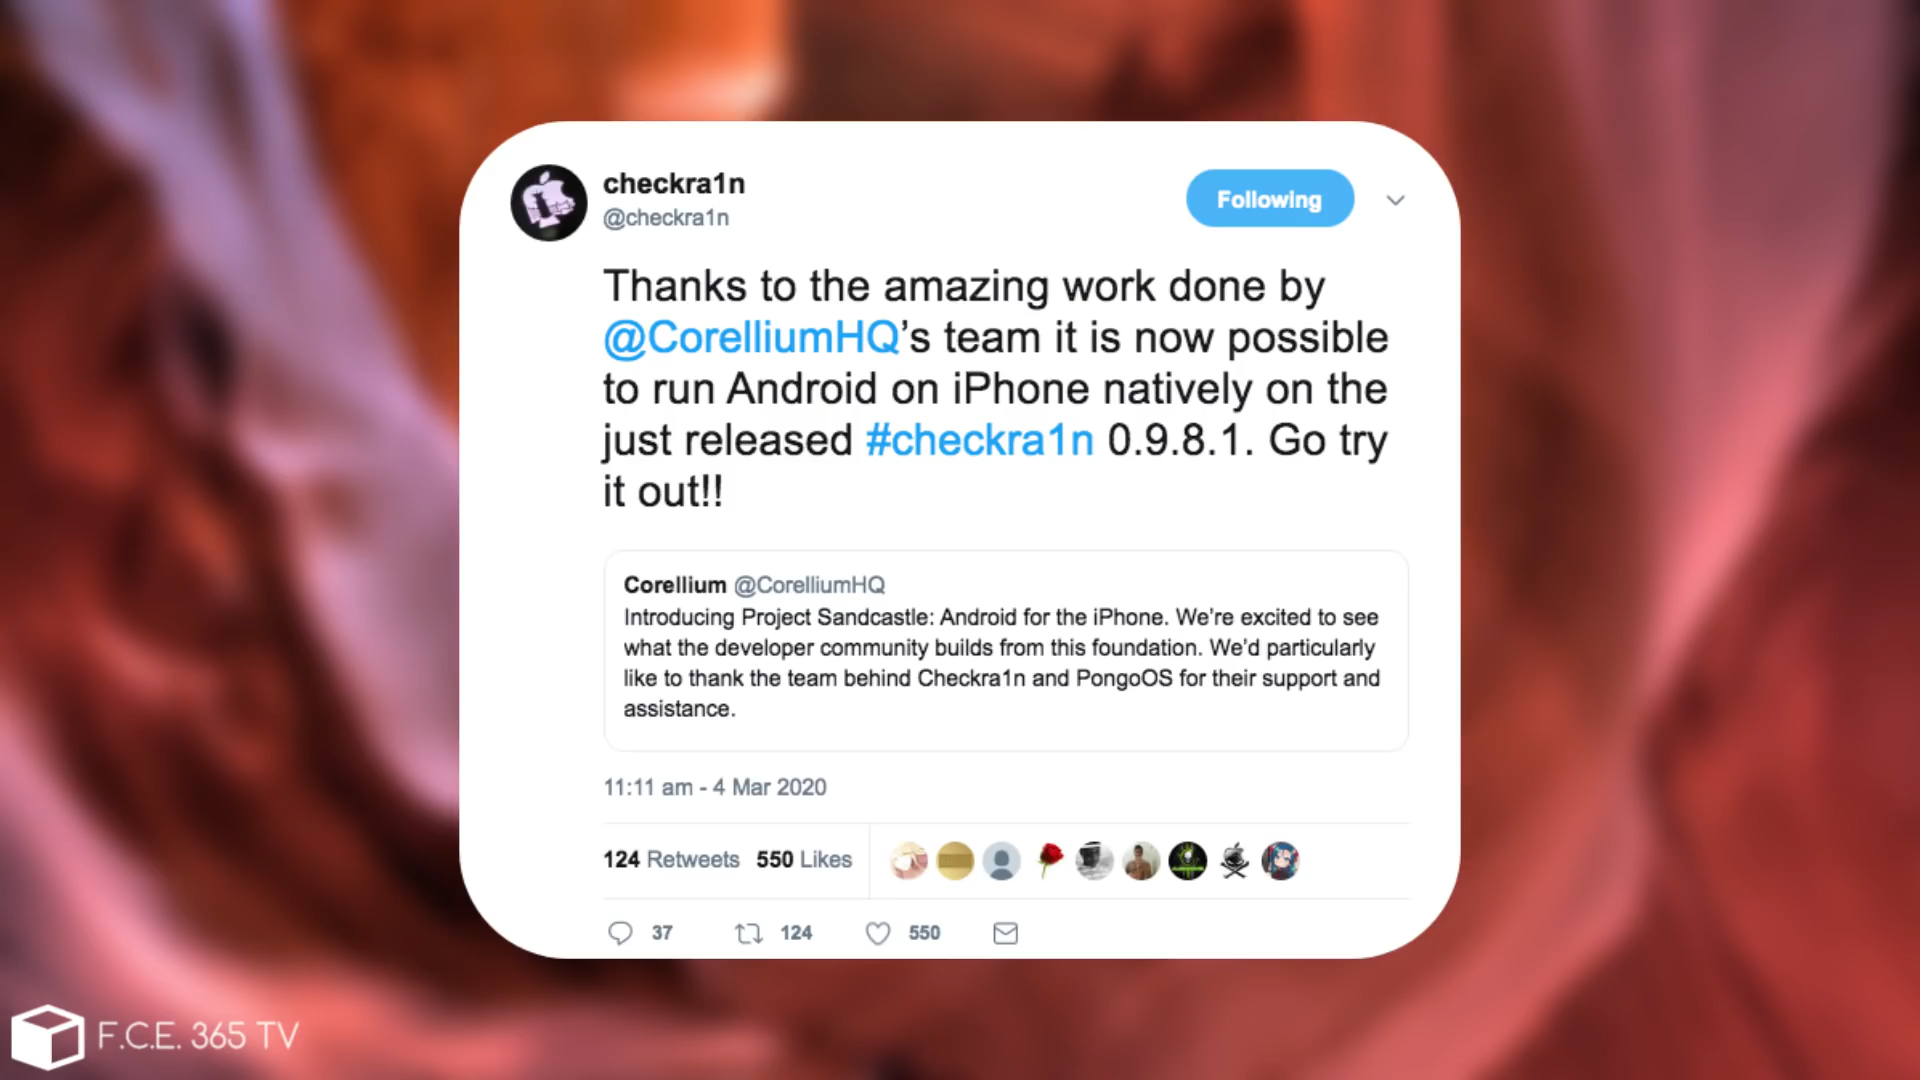 checkra1n
@checkra1n
Following
Thanks to the amazing work done by
@CorelliumHQ’s team it is now possible
to run Android on iPhone natively on the
just released #checkra1n 0.9.8.1. Go try
it out!!
Corellium @CorelliumHQ
Introducing Project Sandcastle: Android for the iPhone. We’re excited to see
what the developer community builds from this foundation. We’d particularly
like to thank the team behind Checkra1n and PongoOS for their support and
assistance.
11:11 am - 4 Mar 2020
124 Retweets 550 Likes
37 124 550
F.C.E. 365 TV